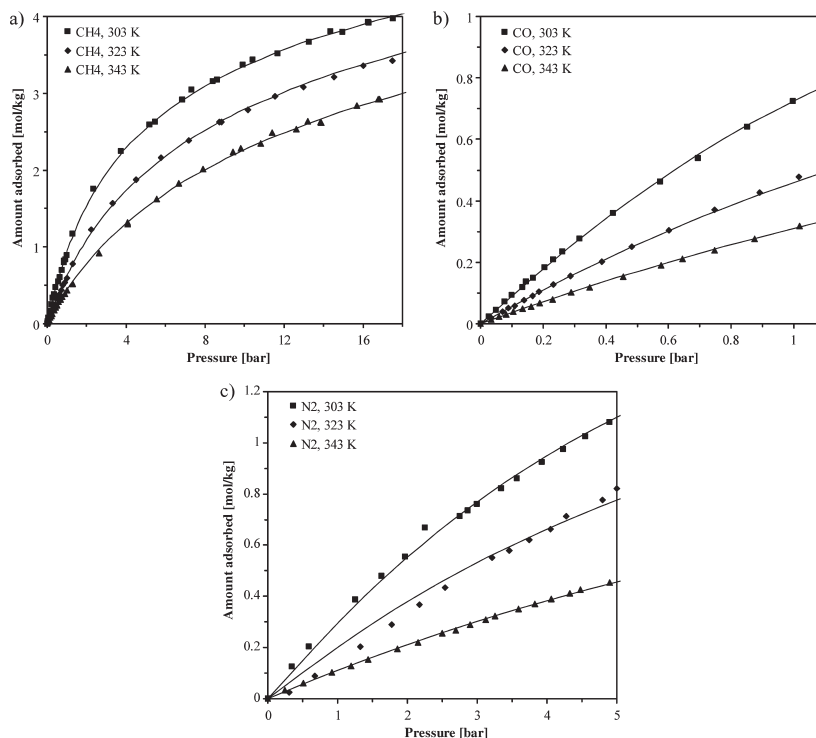 a)
CH4, 303 K
CH4, 323 K
CH4, 343 K
Amount adsorbed [mol/kg]
4
3
2
1
0
0 4 8 12 16
Pressure [bar]
b)
CO, 303 K
CO, 323 K
CO, 343 K
Amount adsorbed [mol/kg]
1
0.8
0.6
0.4
0.2
0
0 0.2 0.4 0.6 0.8 1
Pressure [bar]
c)
N2, 303 K
N2, 323 K
N2, 343 K
Amount adsorbed [mol/kg]
1.2
1
0.8
0.6
0.4
0.2
0
0 1 2 3 4 5
Pressure [bar]